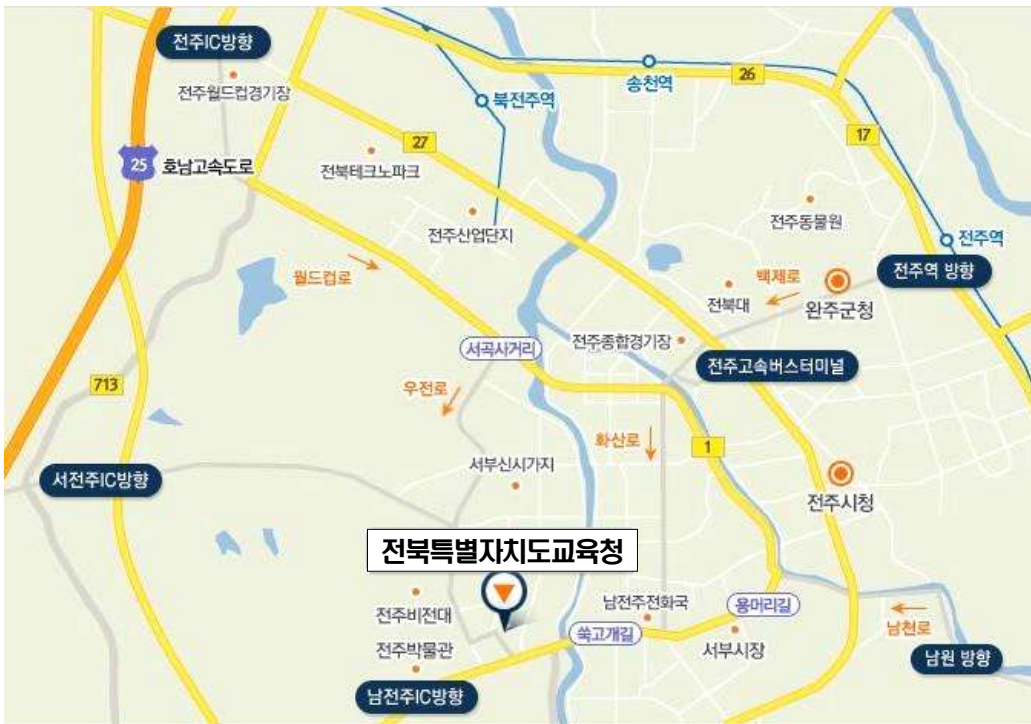 전주IC방향
전주월드컵경기장
송천역
26
북전주역
17
27
25
호남고속도로
전북테크노파크
전주산업단지
전주동물원
전주역
전주역 방향
월드컵로
백제로
전북대
완주군청
서곡사거리
전주종합경기장
전주고속버스터미널
713
우전로
화산로
1
서부신시가지
서전주IC방향
전주시청
전북특별자치도교육청
전주비전대
남전주전화국
용머리길
쑥고개길
남천로
전주박물관
서부시장
남원 방향
남전주IC방향